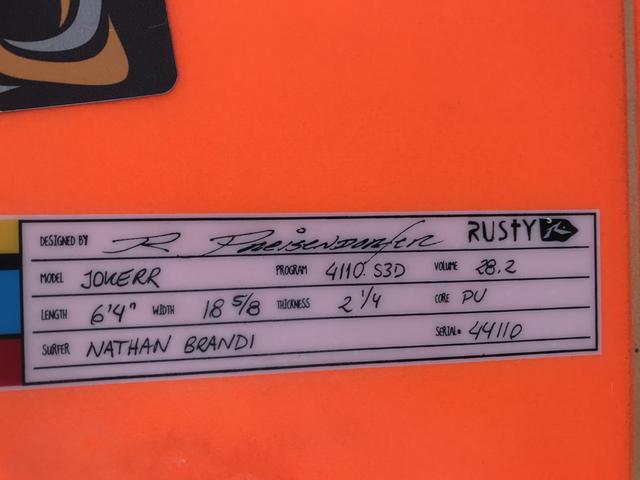 DESIGNED BY R. Preisendorfer RUSTY
MODEL JOKERR PROGRAM 4110. S3D VOLUME 28.2
LENGTH 6'4" WIDTH 18 5/8 THICKNESS 2 1/4 CORE PU
SURFER NATHAN BRANDI SERIAL# 44110